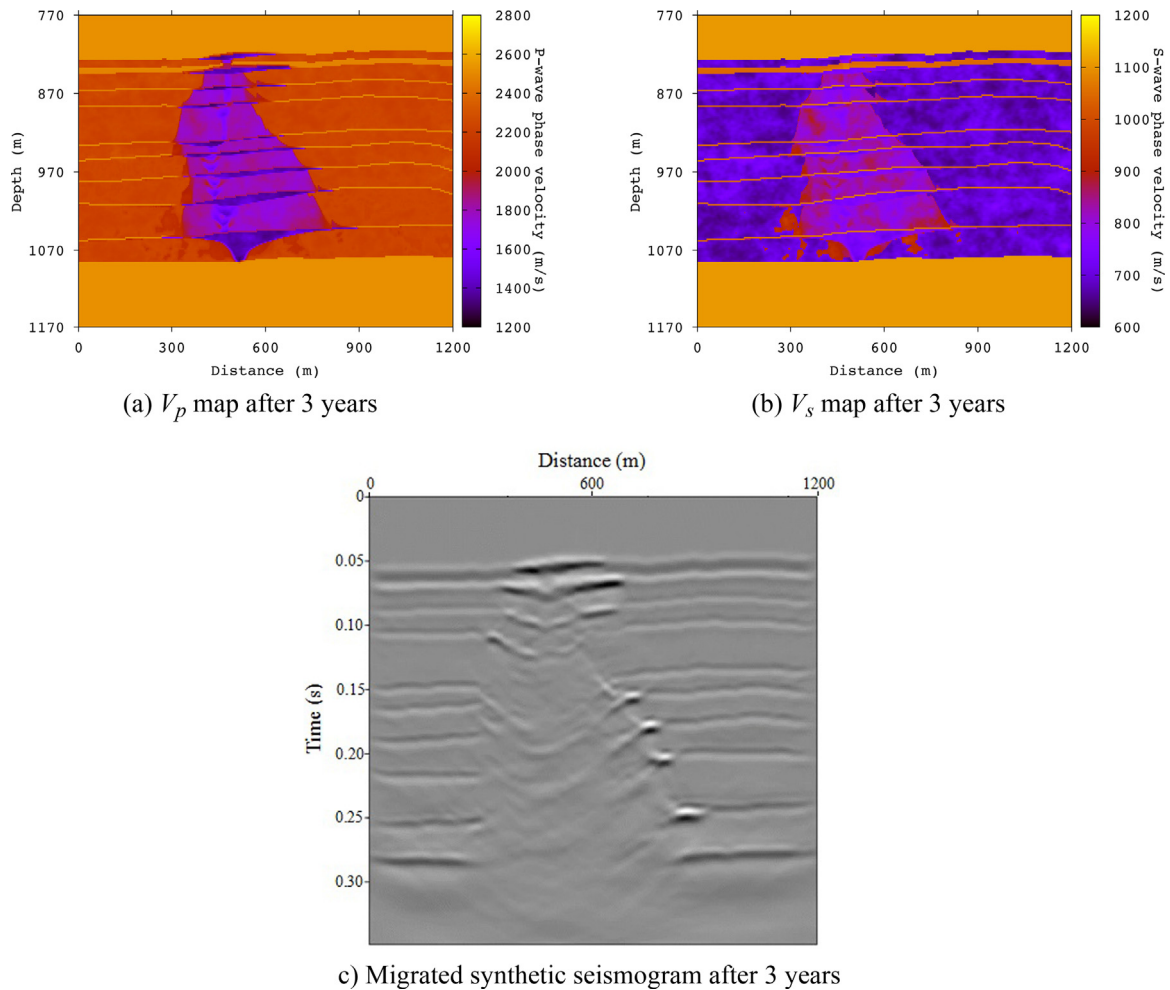 770
870
970
1070
1170
Depth (m)
0 300 600 900 1200
Distance (m)
2800
2600
2400
2200
2000
1800
1600
1400
1200
P-wave phase velocity (m/s)
(a) Vp map after 3 years
770
870
970
1070
1170
Depth (m)
0 300 600 900 1200
Distance (m)
1200
1100
1000
900
800
700
600
S-wave phase velocity (m/s)
(b) Vs map after 3 years
Distance (m)
0 600 1200
0
0.05
0.10
0.15
0.20
0.25
0.30
Time (s)
c) Migrated synthetic seismogram after 3 years